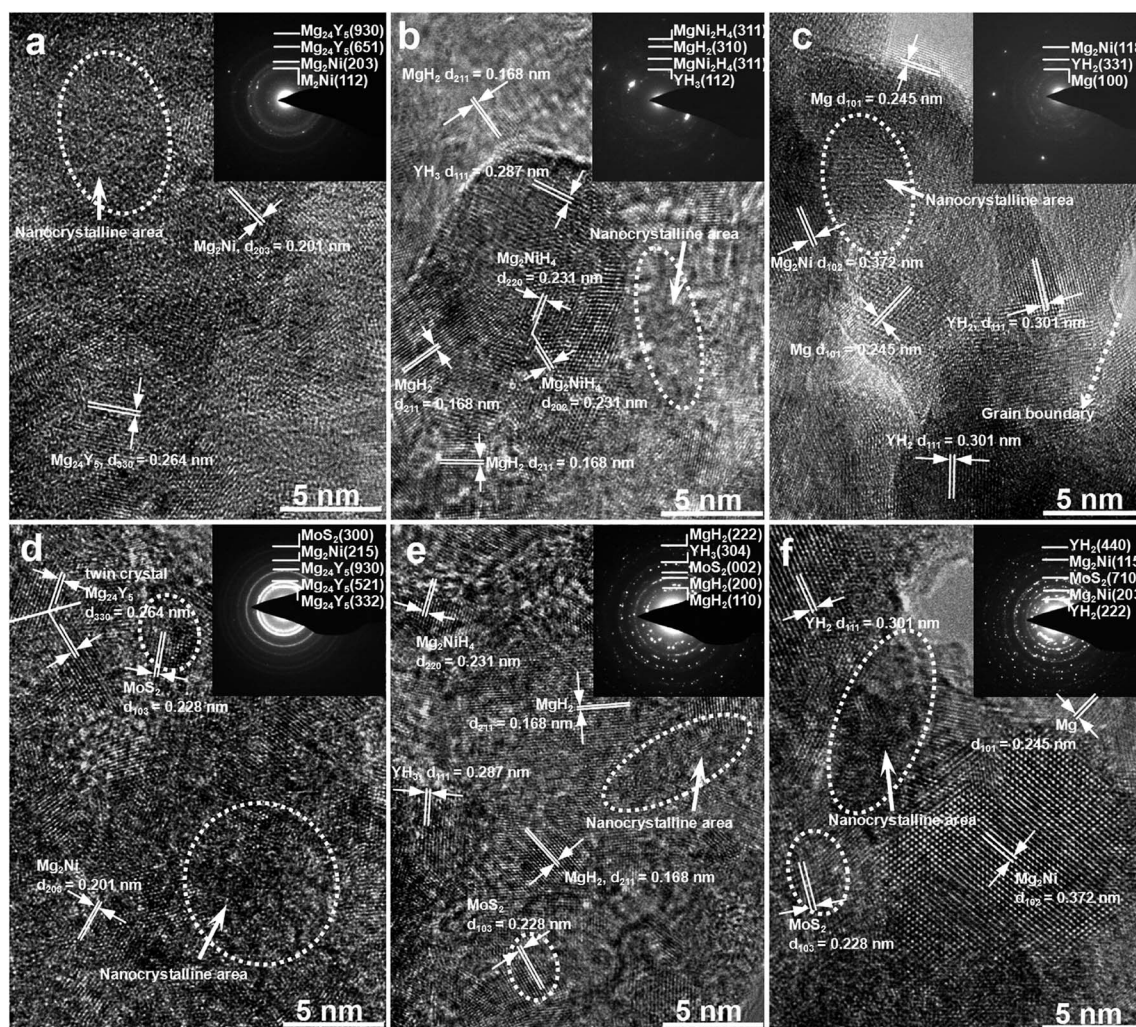 a
Mg₂₄Y₅(930)
Mg₂₄Y₅(651)
Mg₂Ni(203)
M₂Ni(112)
Nanocrystalline area
Mg₂Ni, d₂₀₃ = 0.201 nm
Mg₂₄Y₅, d₃₃₀ = 0.264 nm
5 nm
b
MgNi₂H₄(311)
MgH₂(310)
MgNi₂H₄(311)
YH₃(112)
MgH₂ d₂₁₁ = 0.168 nm
YH₃ d₁₁₁ = 0.287 nm
Nanocrystalline area
Mg₂NiH₄
d₂₂₀ = 0.231 nm
MgH₂
d₂₁₁ = 0.168 nm
Mg₂NiH₄
d₂₀₂ = 0.231 nm
MgH₂ d₂₁₁ = 0.168 nm
5 nm
c
Mg₂Ni(118
YH₂(331)
Mg(100)
Mg d₁₀₁ = 0.245 nm
Nanocrystalline area
Mg₂Ni d₁₀₂ = 0.372 nm
Mg d₁₀₁ = 0.245 nm
YH₂, d₁₁₁ = 0.301 nm
Grain boundary
YH₂ d₁₁₁ = 0.301 nm
5 nm
d
MoS₂(300)
Mg₂Ni(215)
Mg₂₄Y₅(930)
Mg₂₄Y₅(521)
Mg₂₄Y₅(332)
twin crystal
Mg₂₄Y₅
d₃₃₀ = 0.264 nm
MoS₂
d₁₀₃ = 0.228 nm
Mg₂Ni
d₂₀₃ = 0.201 nm
Nanocrystalline area
5 nm
e
MgH₂(222)
YH₂(304)
MoS₂(002)
MgH₂(200)
MgH₂(110)
Mg₂NiH₄
d₂₂₀ = 0.231 nm
MgH₂
d₂₁₁ = 0.168 nm
YH₃, d₁₁₁ = 0.287 nm
Nanocrystalline area
MgH₂, d₂₁₁ = 0.168 nm
MoS₂
d₁₀₃ = 0.228 nm
5 nm
f
YH₂(440)
Mg₂Ni(115
MoS₂(710)
Mg₂Ni(203
YH₂(222)
YH₂ d₁₁₁ = 0.301 nm
Mg
d₁₀₁ = 0.245 nm
Nanocrystalline area
Mg₂Ni
d₁₀₂ = 0.372 nm
MoS₂
d₁₀₃ = 0.228 nm
5 nm